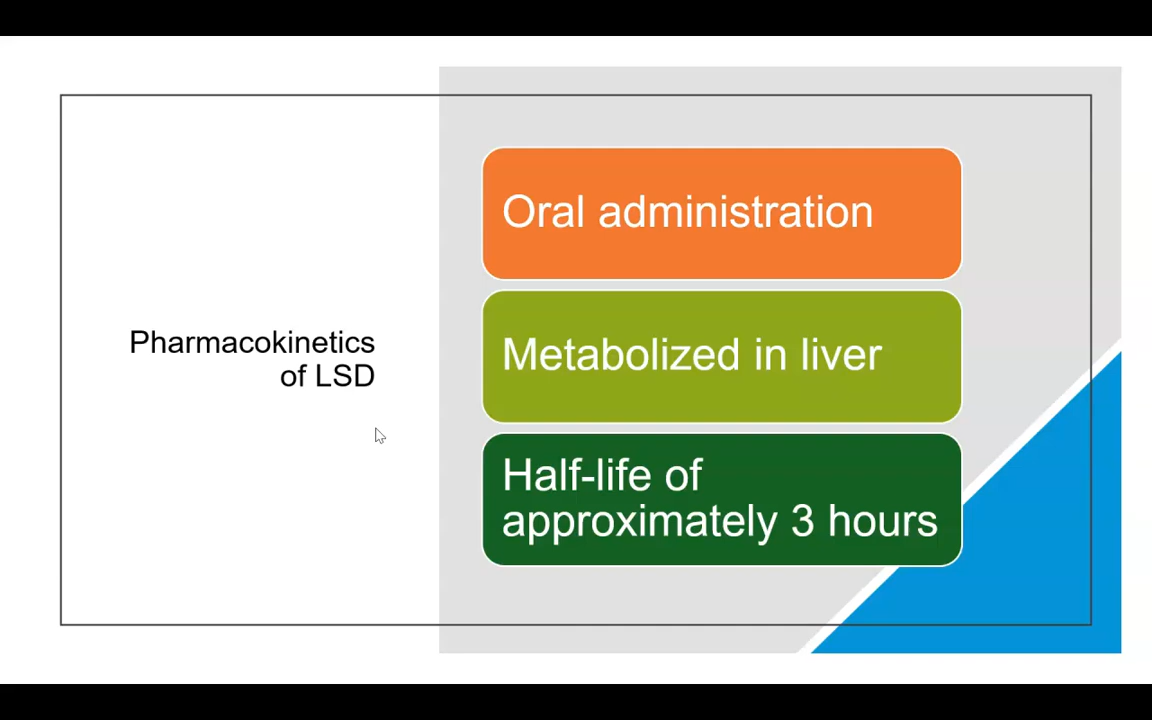 Pharmacokinetics
of LSD
Oral administration
Metabolized in liver
Half-life of
approximately 3 hours